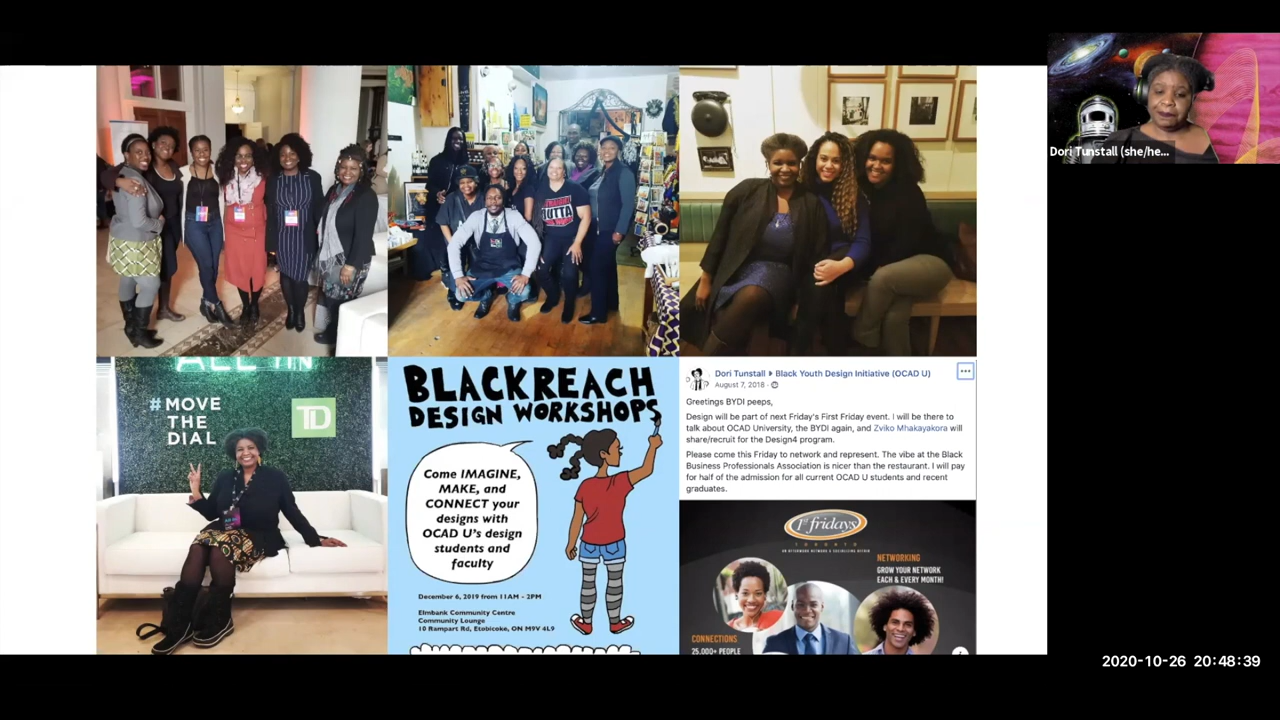 Dori Tunstall (she/he...
OUTTA
ALL IN
#MOVE
THE
DIAL
TD
BLACKREACH
DESIGN WORKSHOPS
Come IMAGINE,
MAKE, and
CONNECT your
designs with
OCAD U's design
students and
faculty
December 6, 2019 from 11AM - 2PM
Elmbank Community Centre
Community Lounge
10 Rampart Rd, Etobicoke, ON M9V 4L9
Dori Tunstall ▸ Black Youth Design Initiative (OCAD U)
August 7, 2018 ·
Greetings BYDI peeps,
Design will be part of next Friday's First Friday event. I will be there to
talk about OCAD University, the BYDI again, and Zviko Mhakayakora will
share/recruit for the Design4 program.
Please come this Friday to network and represent. The vibe at the Black
Business Professionals Association is nicer than the restaurant. I will pay
for half of the admission for all current OCAD U students and recent
graduates.
1st fridays
TORONTO
AN AFTERWORK NETWORK & SOCIALIZING AFFAIR
NETWORKING
GROW YOUR NETWORK
EACH & EVERY MONTH!
CONNECTIONS
25,000+ PEOPLE
2020-10-26 20:48:39